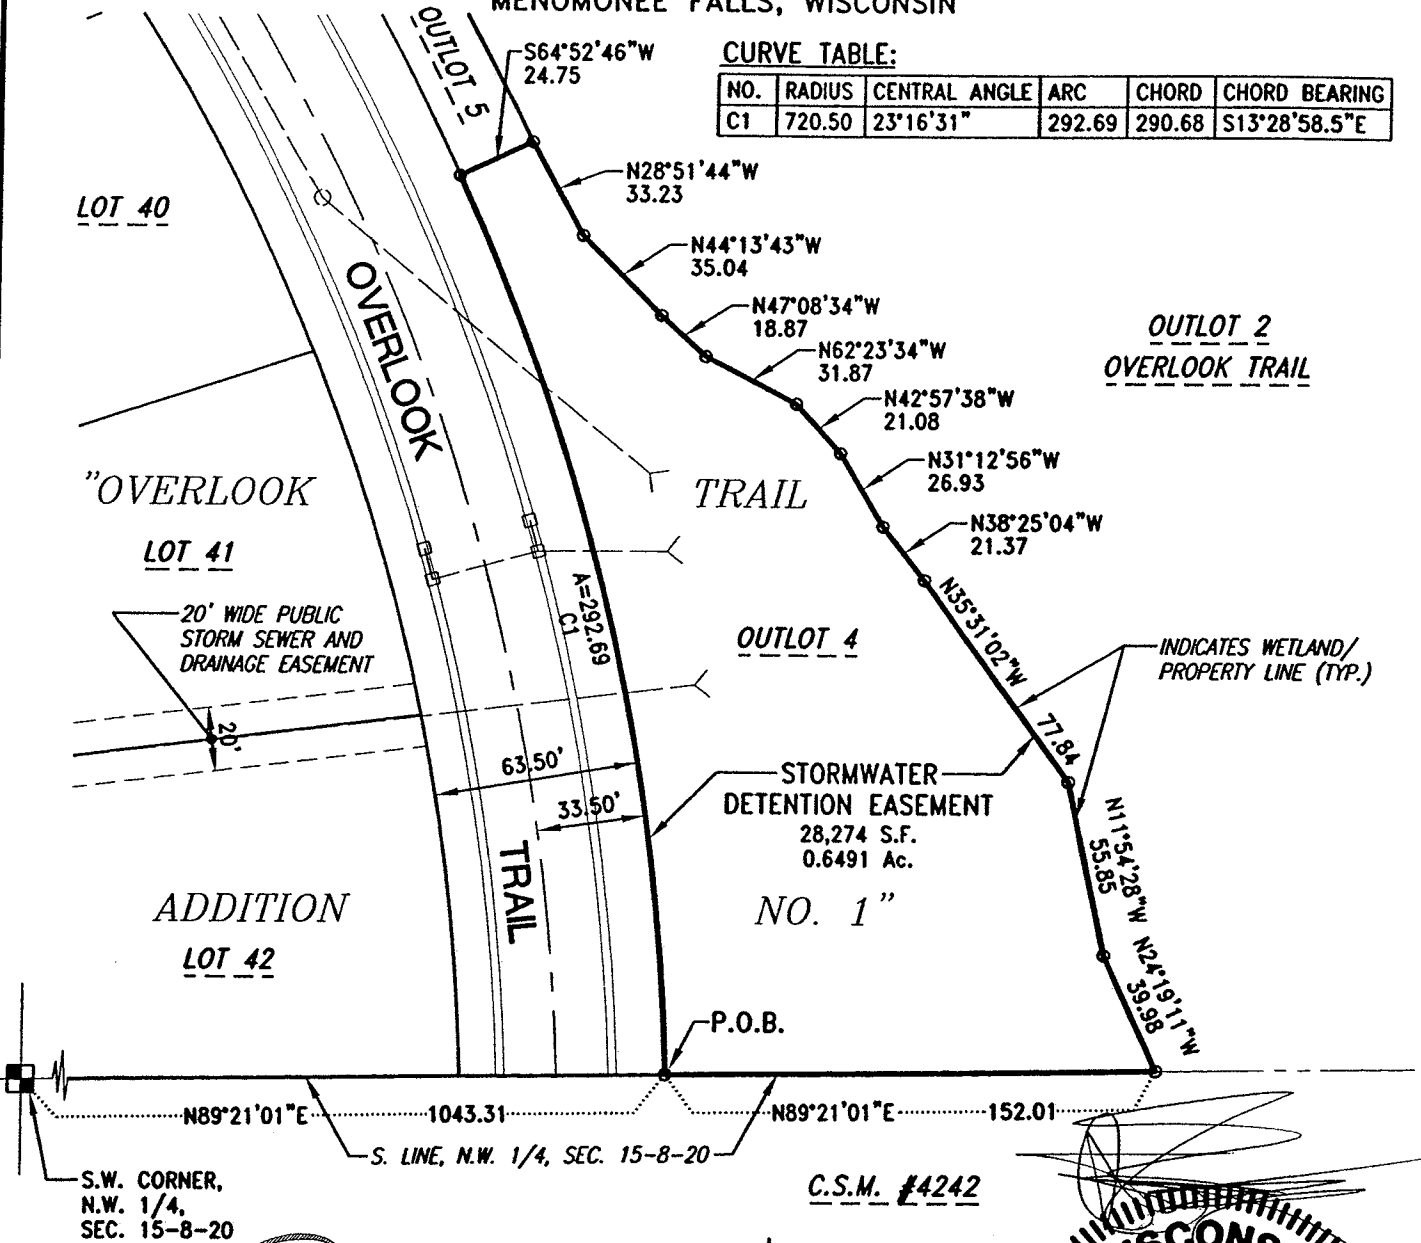 MENOMONEE FALLS, WISCONSIN
CURVE TABLE:
NO. RADIUS CENTRAL ANGLE ARC CHORD CHORD BEARING
C1 720.50 23°16'31" 292.69 290.68 S13°28'58.5"E
OUTLOT 5
S64°52'46"W
24.75
N28°51'44"W
33.23
LOT 40
N44°13'43"W
35.04
N47°08'34"W
18.87
N62°23'34"W
31.87
OUTLOT 2
OVERLOOK TRAIL
N42°57'38"W
21.08
N31°12'56"W
26.93
N38°25'04"W
21.37
OVERLOOK
"OVERLOOK
TRAIL
LOT 41
20' WIDE PUBLIC
STORM SEWER AND
DRAINAGE EASEMENT
20'
A=292.69
C1
OUTLOT 4
N35°31'02"W
77.84
INDICATES WETLAND/
PROPERTY LINE (TYP.)
63.50'
33.50'
STORMWATER
DETENTION EASEMENT
28,274 S.F.
0.6491 Ac.
N11°54'28"W
55.85
TRAIL
ADDITION
NO. 1"
LOT 42
N24°19'11"W
39.98
P.O.B.
N89°21'01"E 1043.31
N89°21'01"E 152.01
S. LINE, N.W. 1/4, SEC. 15-8-20
S.W. CORNER,
N.W. 1/4,
SEC. 15-8-20
C.S.M. #4242
SCONS